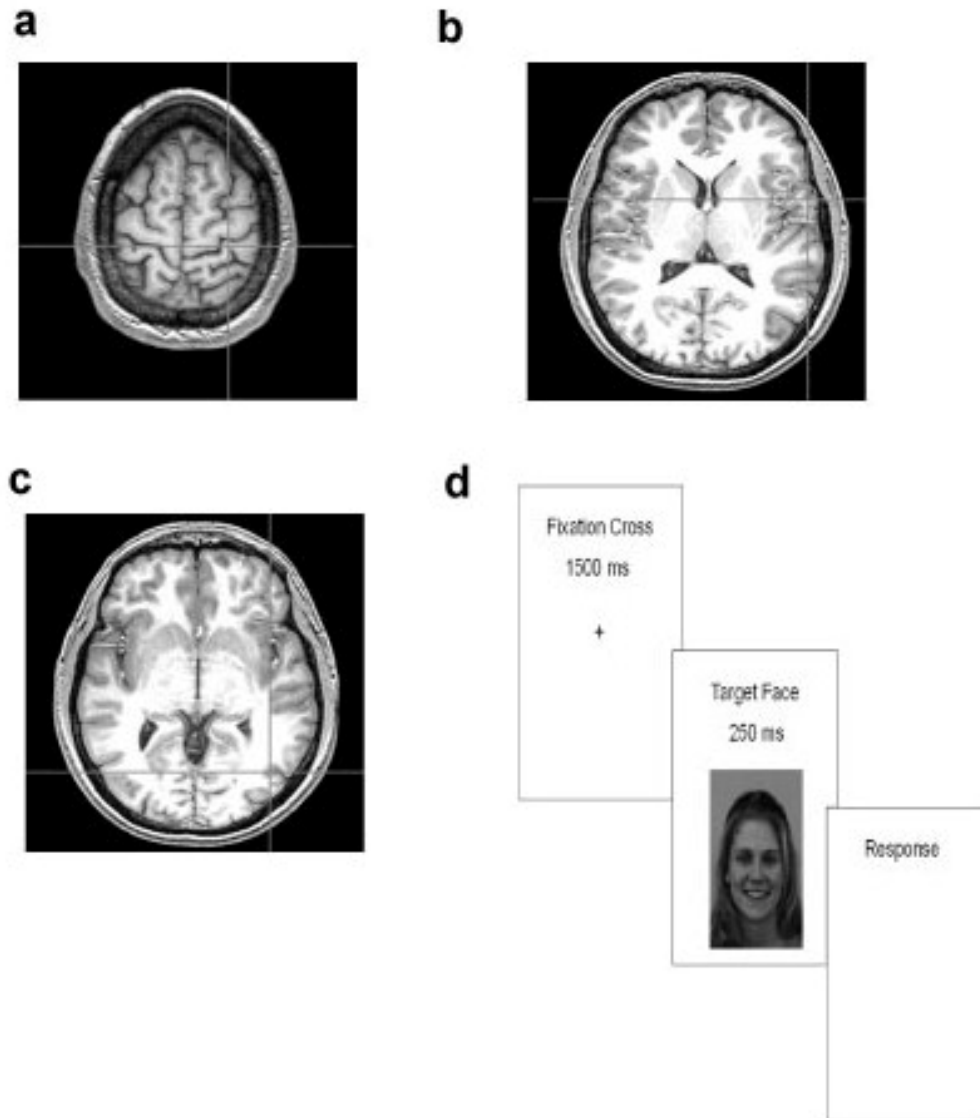 a
b
c
d
Fixation Cross
1500 ms
+
Target Face
250 ms
Response